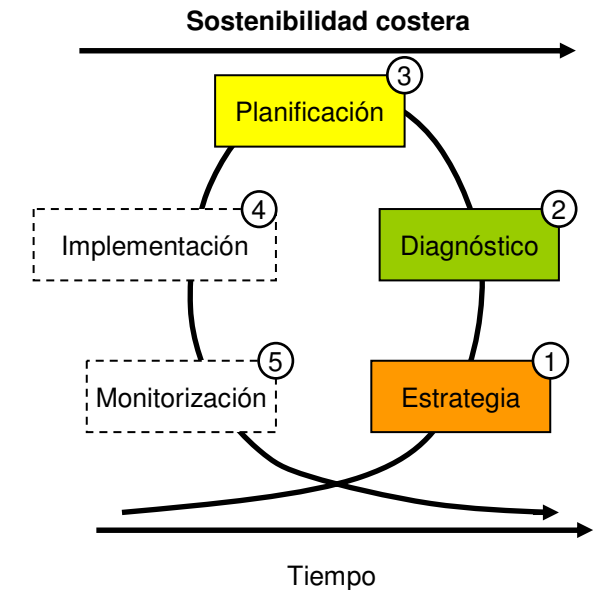 Sostenibilidad costera
3
Planificación
4
Implementación
2
Diagnóstico
5
Monitorización
1
Estrategia
Tiempo